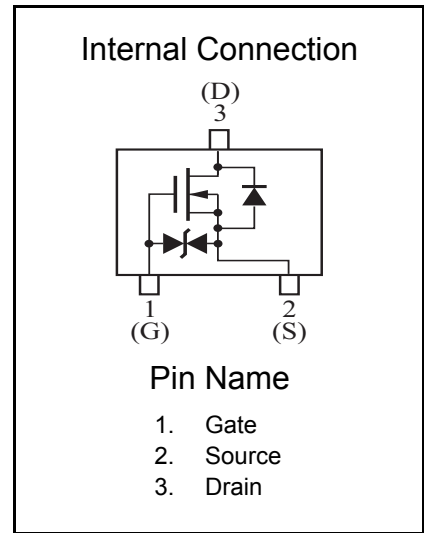 Internal Connection
(D)
3
1 2
(G) (S)
Pin Name
1. Gate
2. Source
3. Drain